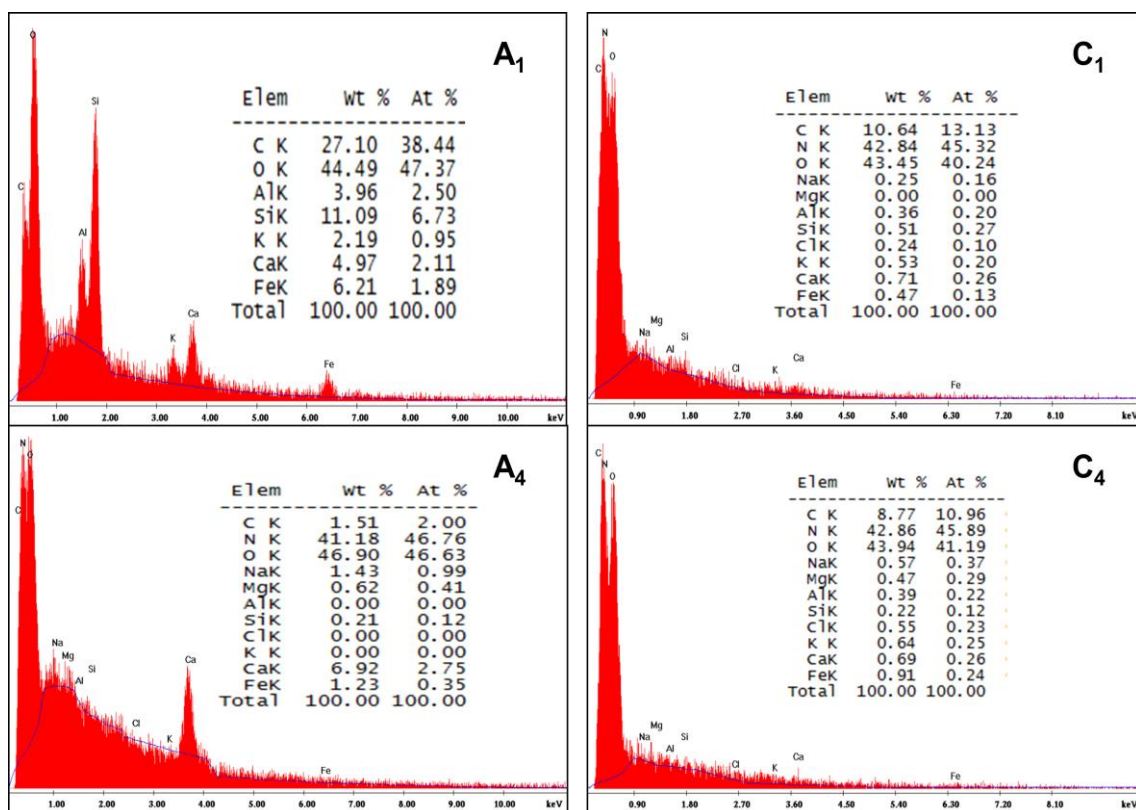 A1
O
Si
C
Al
K
Ca
Fe
Elem Wt % At %
---------------------------
C K 27.10 38.44
O K 44.49 47.37
AlK 3.96 2.50
SiK 11.09 6.73
K K 2.19 0.95
CaK 4.97 2.11
FeK 6.21 1.89
Total 100.00 100.00
1.00 2.00 3.00 4.00 5.00 6.00 7.00 8.00 9.00 10.00 keV
C1
N
C O
Elem Wt % At %
---------------------------
C K 10.64 13.13
N K 42.84 45.32
O K 43.45 40.24
NaK 0.25 0.16
MgK 0.00 0.00
AlK 0.36 0.20
SiK 0.51 0.27
ClK 0.24 0.10
K K 0.53 0.20
CaK 0.71 0.26
FeK 0.47 0.13
Total 100.00 100.00
Na Mg Al Si Cl K Ca Fe
0.90 1.80 2.70 3.60 4.50 5.40 6.30 7.20 8.10 keV
A4
N
O
C
Elem Wt % At %
---------------------------
C K 1.51 2.00
N K 41.18 46.76
O K 46.90 46.63
NaK 1.43 0.99
MgK 0.62 0.41
AlK 0.00 0.00
SiK 0.21 0.12
ClK 0.00 0.00
K K 0.00 0.00
CaK 6.92 2.75
FeK 1.23 0.35
Total 100.00 100.00
Na Mg Al Si Cl K Ca Fe
1.00 2.00 3.00 4.00 5.00 6.00 7.00 8.00 9.00 10.00 keV
C4
C
N
O
Elem Wt % At %
---------------------------
C K 8.77 10.96
N K 42.86 45.89
O K 43.94 41.19
NaK 0.57 0.37
MgK 0.47 0.29
AlK 0.39 0.22
SiK 0.22 0.12
ClK 0.55 0.23
K K 0.64 0.25
CaK 0.69 0.26
FeK 0.91 0.24
Total 100.00 100.00
Na Mg Al Si Cl K Ca Fe
0.90 1.80 2.70 3.60 4.50 5.40 6.30 7.20 8.10 keV